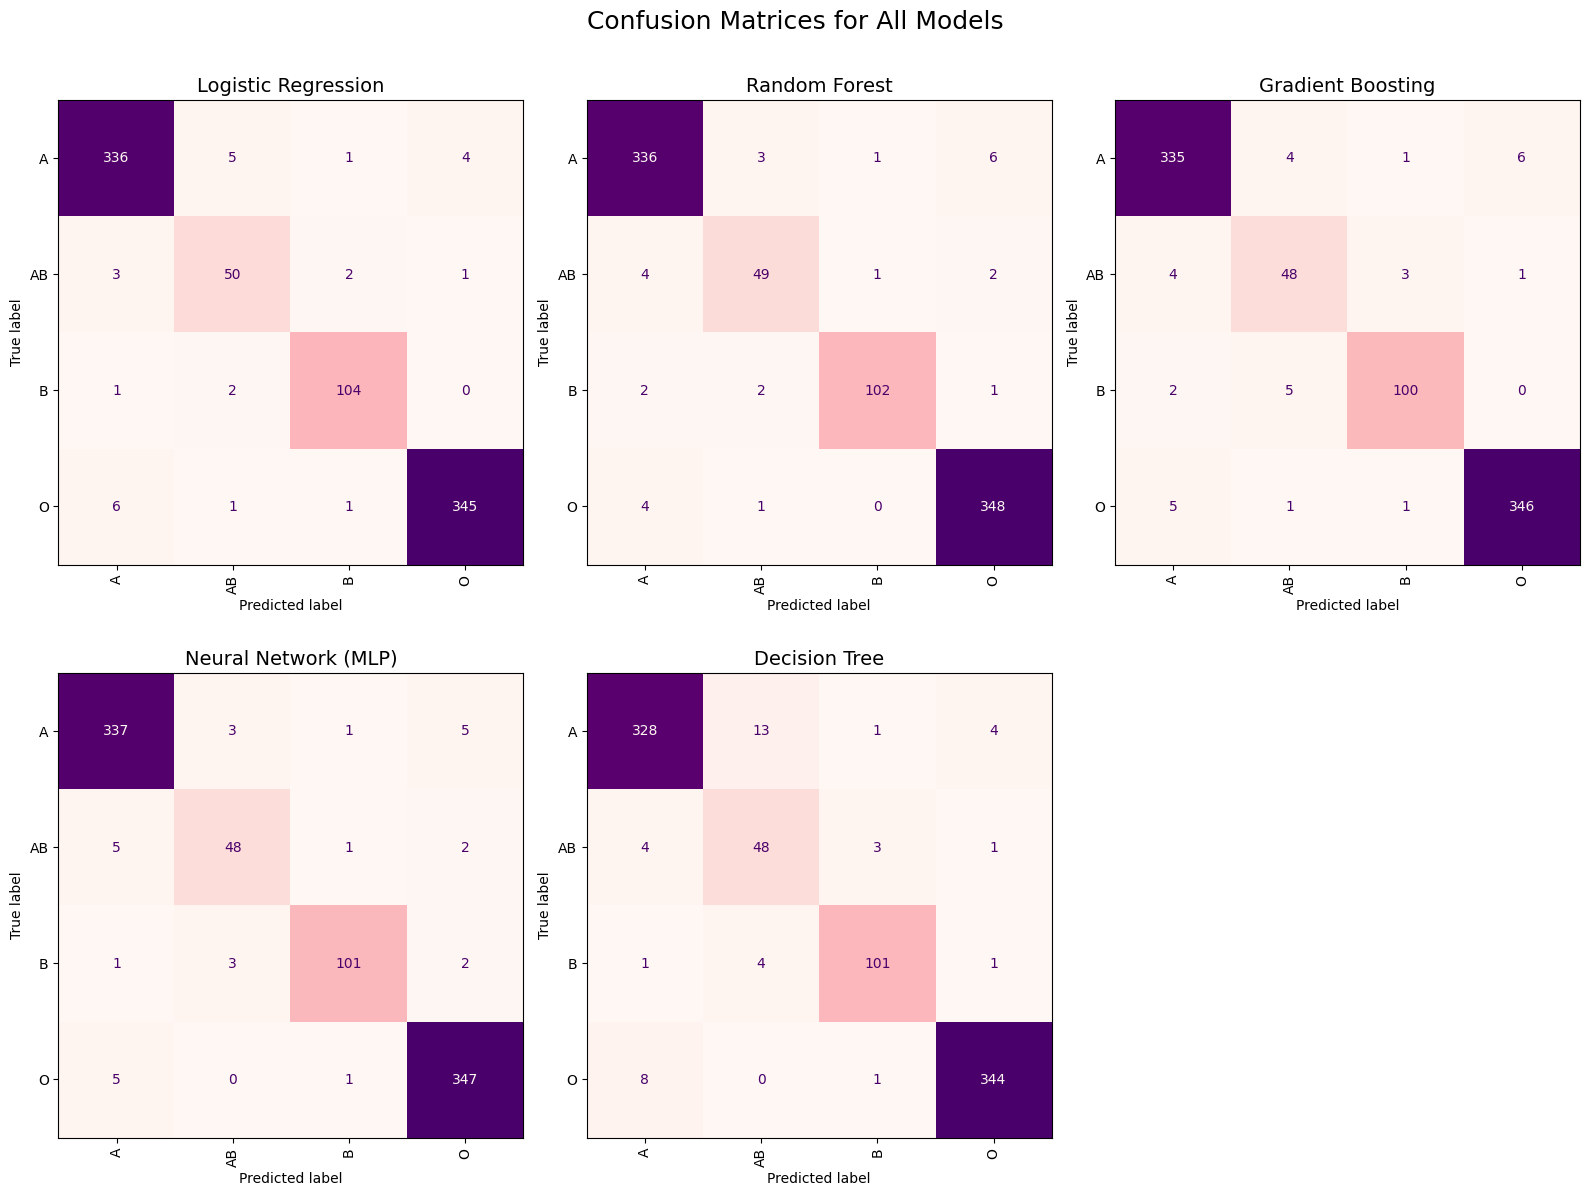 Confusion Matrices for All Models
Logistic Regression
True label
A 336 5 1 4
AB 3 50 2 1
B 1 2 104 0
O 6 1 1 345
A AB B O
Predicted label
Random Forest
True label
A 336 3 1 6
AB 4 49 1 2
B 2 2 102 1
O 4 1 0 348
A AB B O
Predicted label
Gradient Boosting
True label
A 335 4 1 6
AB 4 48 3 1
B 2 5 100 0
O 5 1 1 346
A AB B O
Predicted label
Neural Network (MLP)
True label
A 337 3 1 5
AB 5 48 1 2
B 1 3 101 2
O 5 0 1 347
A AB B O
Predicted label
Decision Tree
True label
A 328 13 1 4
AB 4 48 3 1
B 1 4 101 1
O 8 0 1 344
A AB B O
Predicted label